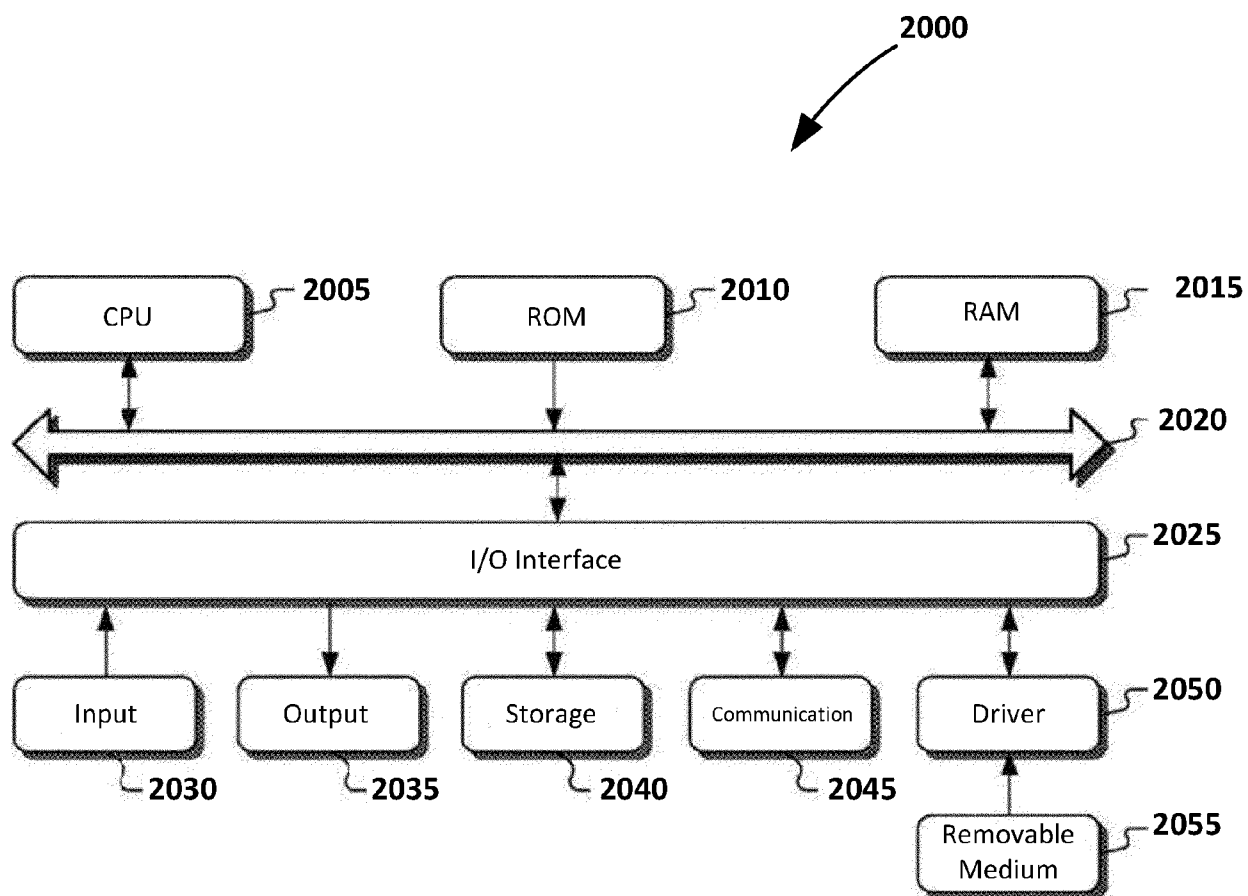 2000
CPU
2005
ROM
2010
RAM
2015
2020
I/O Interface
2025
Input
Output
Storage
Communication
Driver
2050
2030
2035
2040
2045
Removable
Medium
2055